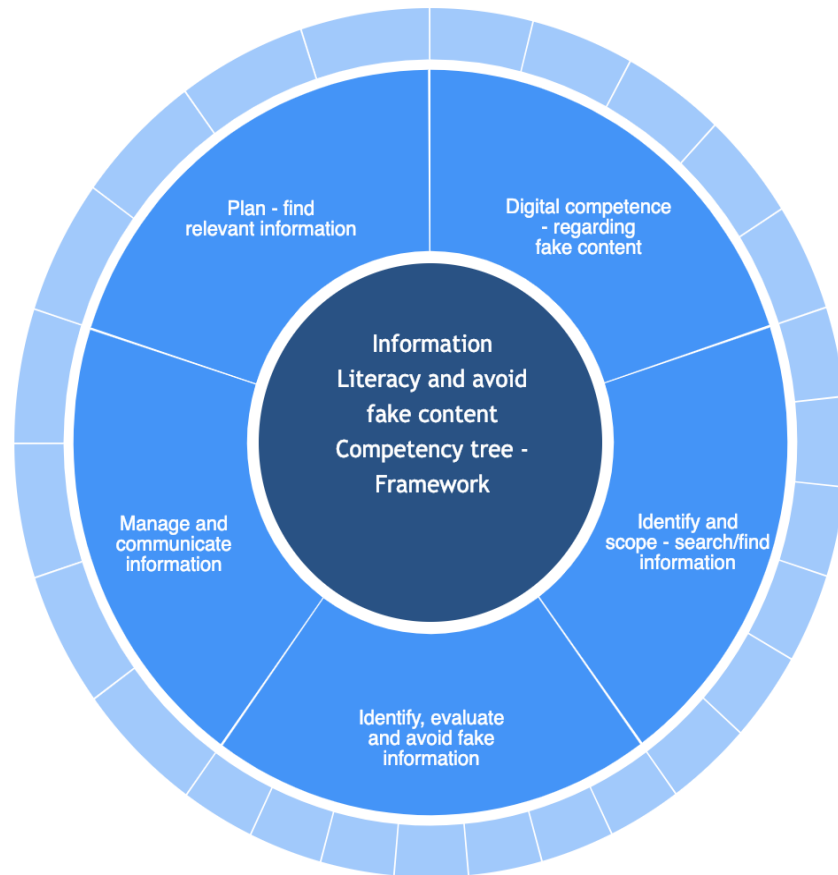 Plan - find
relevant information
Digital competence
- regarding
fake content
Information
Literacy and avoid
fake content
Competency tree -
Framework
Manage and
communicate
information
Identify and
scope - search/find
information
Identify, evaluate
and avoid fake
information